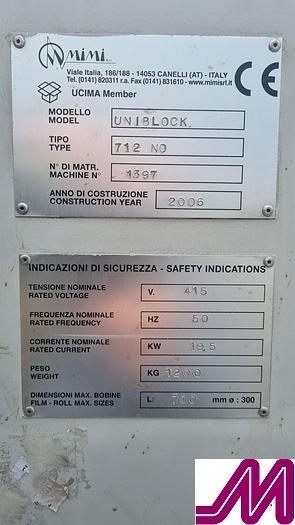 MIMI
Viale Italia, 186/188 - 14053 CANELLI (AT) - ITALY
Tel. (0141) 820311 r.a. Fax (0141) 831610 - www.mimisrl.it
UCIMA Member
CE
MODELLO
MODEL
UNIBLOCK.
TIPO
TYPE
712 NO
N° DI MATR.
MACHINE N°
1397
ANNO DI COSTRUZIONE
CONSTRUCTION YEAR
2006
INDICAZIONI DI SICUREZZA - SAFETY INDICATIONS
TENSIONE NOMINALE
RATED VOLTAGE
V. 415
FREQUENZA NOMINALE
RATED FREQUENCY
HZ 50
CORRENTE NOMINALE
RATED CURRENT
KW 19,5
PESO
WEIGHT
KG 1200
DIMENSIONI MAX. BOBINE
FILM - ROLL MAX. SIZES
L: 700 mm ø : 300
M